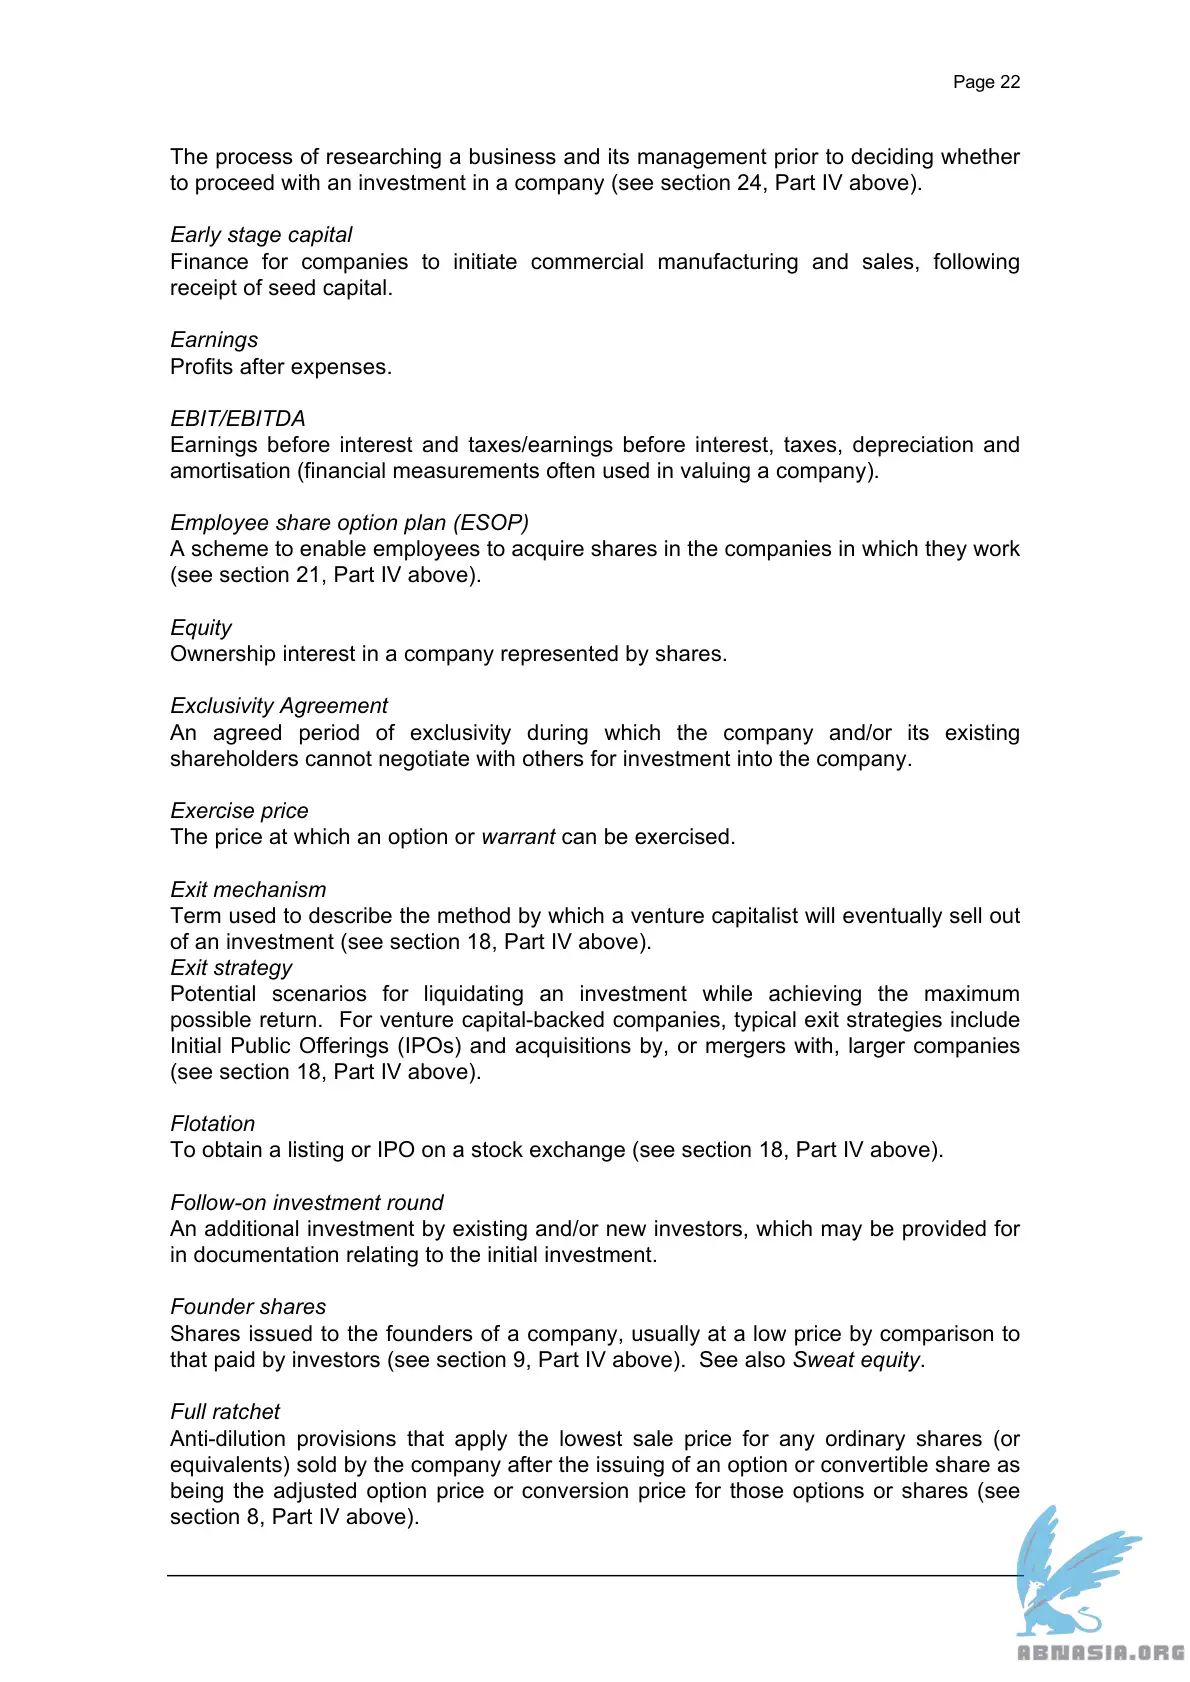 Page 22
The process of researching a business and its management prior to deciding whether
to proceed with an investment in a company (see section 24, Part IV above).
Early stage capital
Finance for companies to initiate commercial manufacturing and sales, following
receipt of seed capital.
Earnings
Profits after expenses.
EBIT/EBITDA
Earnings before interest and taxes/earnings before interest, taxes, depreciation and
amortisation (financial measurements often used in valuing a company).
Employee share option plan (ESOP)
A scheme to enable employees to acquire shares in the companies in which they work
(see section 21, Part IV above).
Equity
Ownership interest in a company represented by shares.
Exclusivity Agreement
An agreed period of exclusivity during which the company and/or its existing
shareholders cannot negotiate with others for investment into the company.
Exercise price
The price at which an option or warrant can be exercised.
Exit mechanism
Term used to describe the method by which a venture capitalist will eventually sell out
of an investment (see section 18, Part IV above).
Exit strategy
Potential scenarios for liquidating an investment while achieving the maximum
possible return.  For venture capital-backed companies, typical exit strategies include
Initial Public Offerings (IPOs) and acquisitions by, or mergers with, larger companies
(see section 18, Part IV above).
Flotation
To obtain a listing or IPO on a stock exchange (see section 18, Part IV above).
Follow-on investment round
An additional investment by existing and/or new investors, which may be provided for
in documentation relating to the initial investment.
Founder shares
Shares issued to the founders of a company, usually at a low price by comparison to
that paid by investors (see section 9, Part IV above).  See also Sweat equity.
Full ratchet
Anti-dilution provisions that apply the lowest sale price for any ordinary shares (or
equivalents) sold by the company after the issuing of an option or convertible share as
being the adjusted option price or conversion price for those options or shares (see
section 8, Part IV above).
ABNASIA.ORG